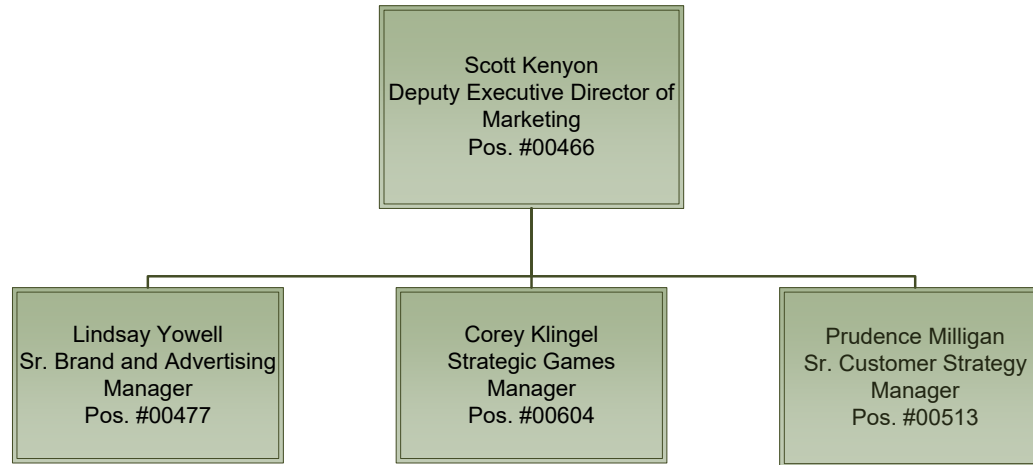 Scott Kenyon
Deputy Executive Director of
Marketing
Pos. #00466
Lindsay Yowell
Sr. Brand and Advertising
Manager
Pos. #00477
Corey Klingel
Strategic Games
Manager
Pos. #00604
Prudence Milligan
Sr. Customer Strategy
Manager
Pos. #00513